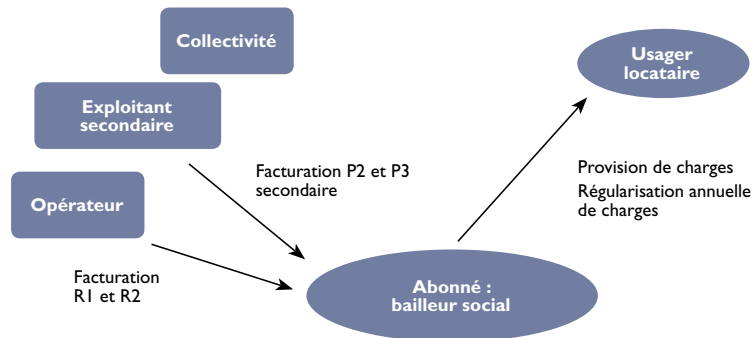 Collectivité
Usager
locataire
Exploitant
secondaire
Facturation P2 et P3
secondaire
Provision de charges
Régularisation annuelle
de charges
Opérateur
Facturation
R1 et R2
Abonné :
bailleur social